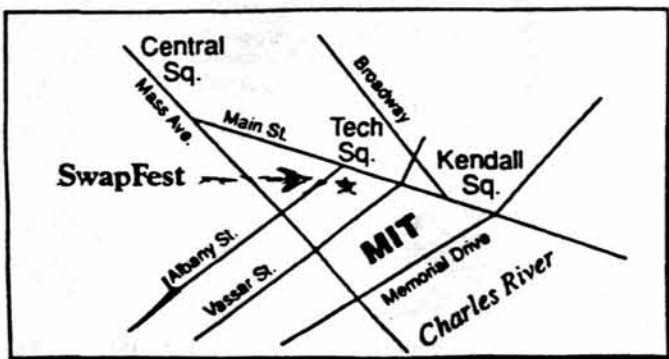 Central
Sq.
Mass Ave.
Main St.
Broadway
Tech
Sq.
Kendall
Sq.
SwapFest
Albany St.
Vassar St.
MIT
Memorial Drive
Charles River